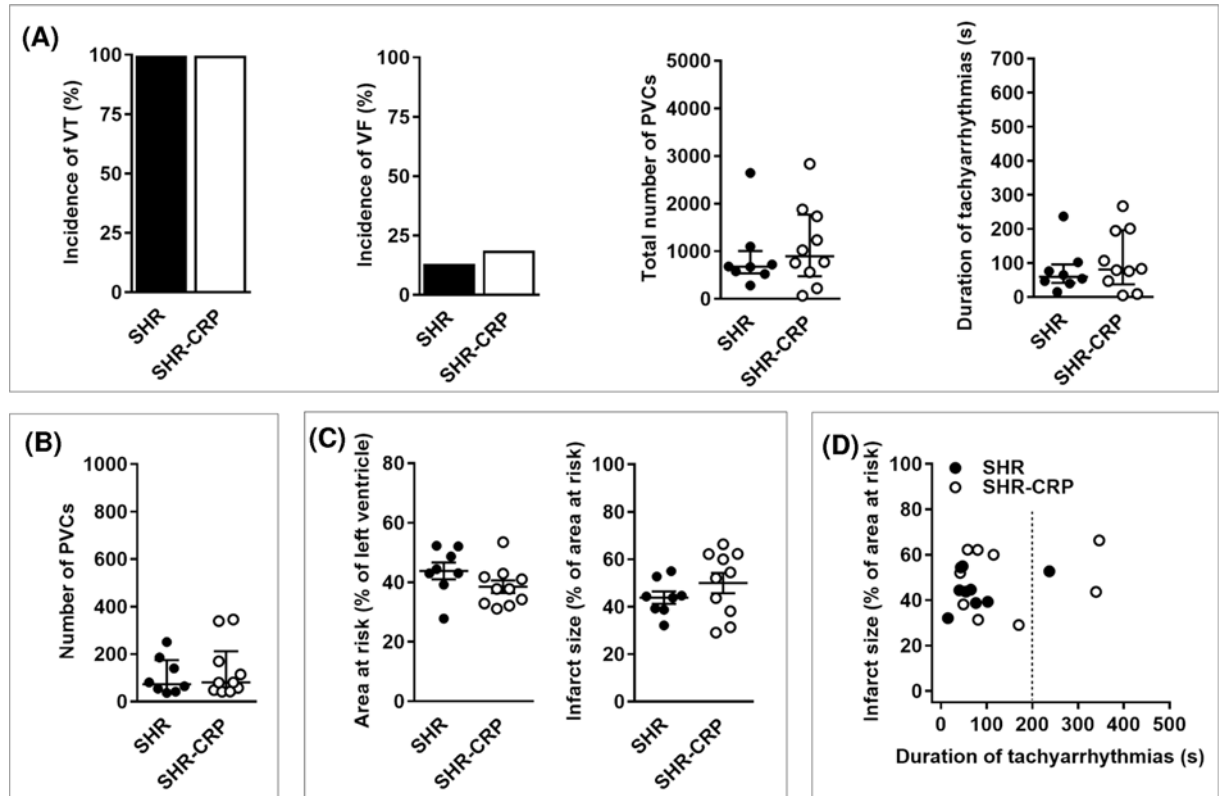 (A)
Incidence of VT (%)
100
75
50
25
0
SHR
SHR-CRP
Incidence of VF (%)
100
75
50
25
0
SHR
SHR-CRP
Total number of PVCs
5000
4000
3000
2000
1000
0
SHR
SHR-CRP
Duration of tachyarrhythmias (s)
700
600
500
400
300
200
100
0
SHR
SHR-CRP
(B)
Number of PVCs
1000
800
600
400
200
0
SHR
SHR-CRP
(C)
Area at risk (% of left ventricle)
80
60
40
20
0
SHR
SHR-CRP
Infarct size (% of area at risk)
100
80
60
40
20
0
SHR
SHR-CRP
(D)
SHR
SHR-CRP
Infarct size (% of area at risk)
100
80
60
40
20
0
0 100 200 300 400 500
Duration of tachyarrhythmias (s)